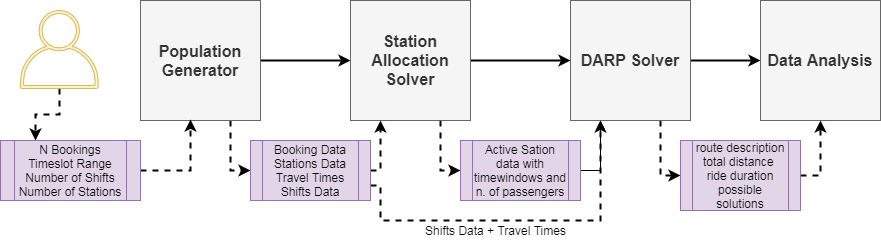 Population
Generator
Station
Allocation
Solver
DARP Solver
Data Analysis
N Bookings
Timeslot Range
Number of Shifts
Number of Stations
Booking Data
Stations Data
Travel Times
Shifts Data
Active Sation
data with
timewindows and
n. of passengers
route description
total distance
ride duration
possible
solutions
Shifts Data + Travel Times